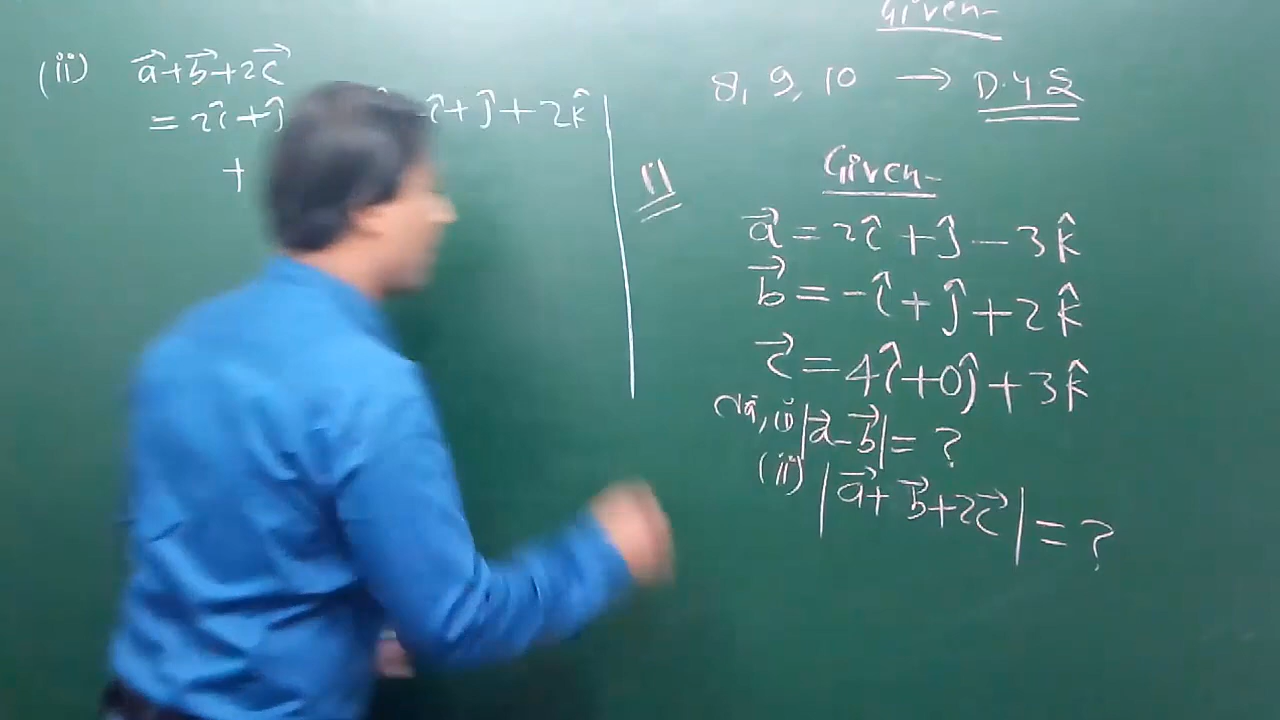 (ii) a⃗+b⃗+2c⃗
= 2î+ĵ -î+ĵ+2k̂
+
Given-
8, 9, 10 → D.Y.S
11
Given-
a⃗ = 2î+ĵ-3k̂
b⃗ = -î+ĵ+2k̂
c⃗ = 4î+0ĵ+3k̂
(i) |a⃗-b⃗| = ?
(ii) |a⃗+b⃗+2c⃗| = ?